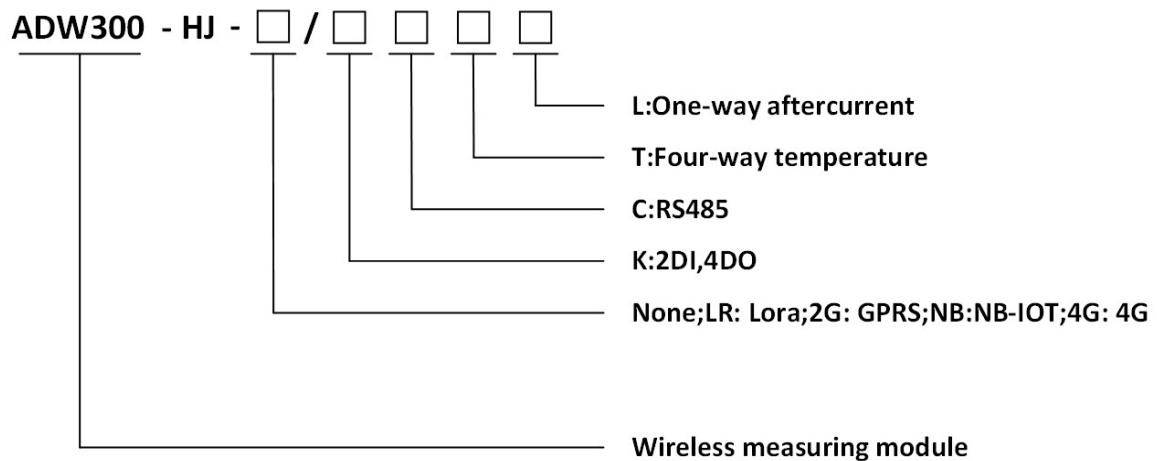 ADW300 - HJ - □ / □ □ □ □
L:One-way aftercurrent
T:Four-way temperature
C:RS485
K:2DI,4DO
None;LR: Lora;2G: GPRS;NB:NB-IOT;4G: 4G
Wireless measuring module